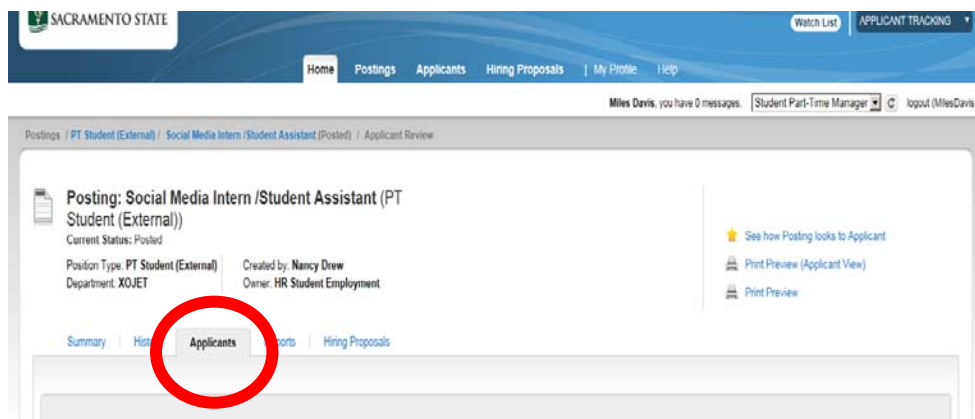 SACRAMENTO STATE
Watch List APPLICANT TRACKING
Home Postings Applicants Hiring Proposals | My Profile Help
Miles Davis, you have 0 messages. Student Part-Time Manager logout (MilesDavis
Postings / PT Student (External) / Social Media Intern /Student Assistant (Posted) / Applicant Review
Posting: Social Media Intern /Student Assistant (PT
Student (External))
Current Status: Posted
See how Posting looks to Applicant
Position Type: PT Student (External) Created by: Nancy Drew
Print Preview (Applicant View)
Department: XOJET Owner: HR Student Employment
Print Preview
Summary Applicants Hiring Proposals